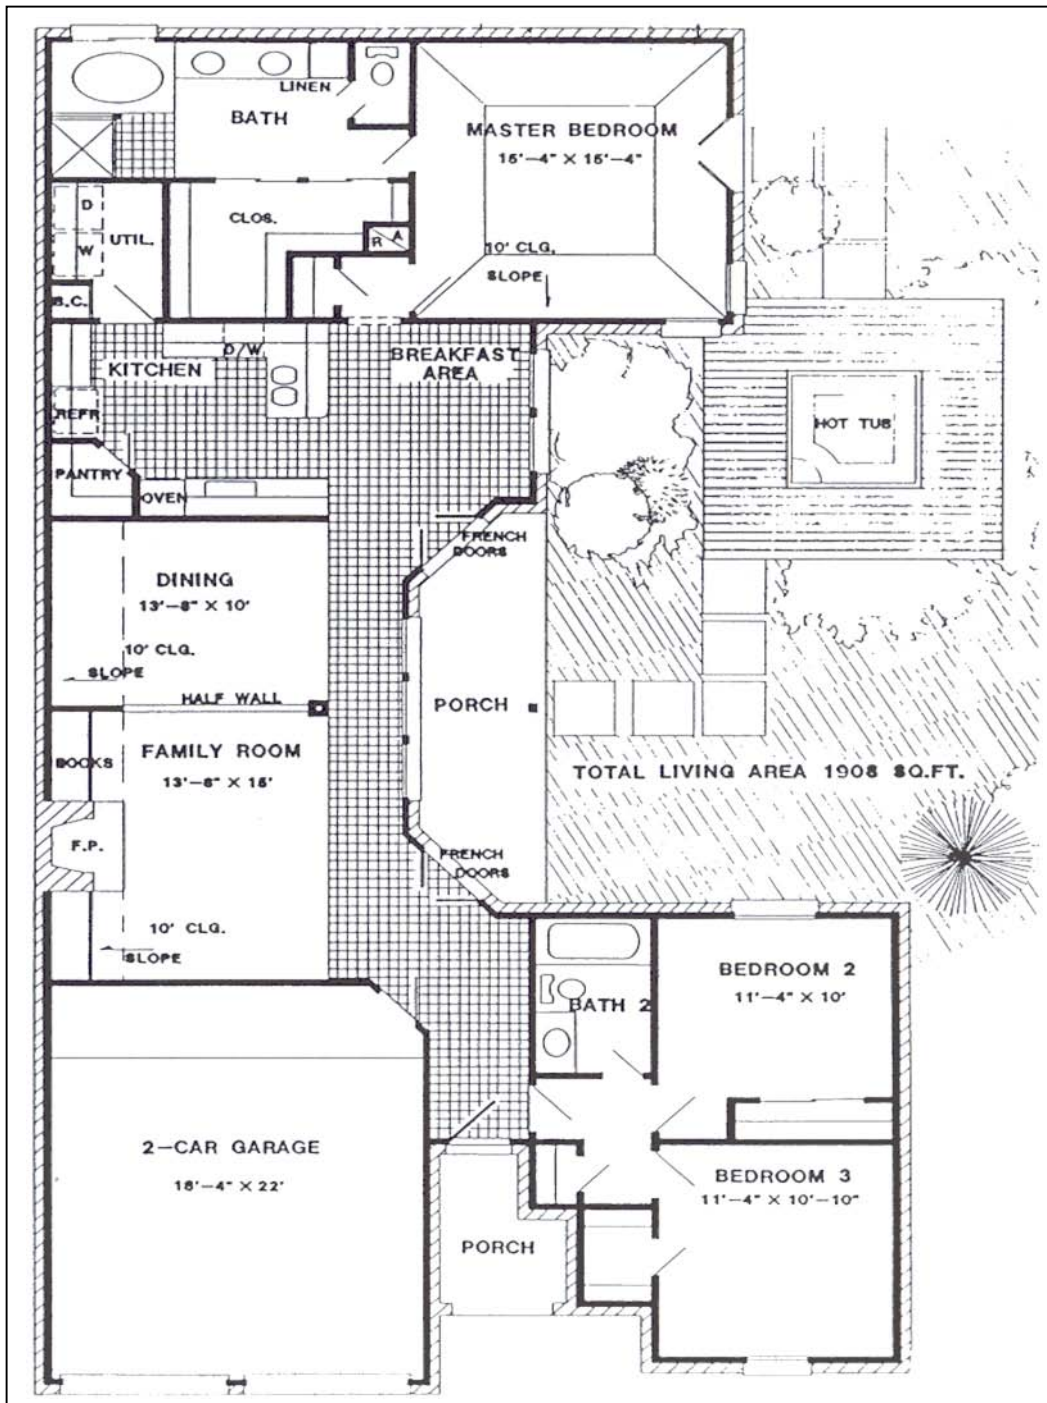 LINEN
BATH
MASTER BEDROOM
15'-4" X 15'-4"
D
CLOS.
UTIL.
W
R A
10' CLG.
SLOPE
B.C.
D/W
BREAKFAST
AREA
KITCHEN
REFR
HOT TUB
PANTRY
OVEN
FRENCH
DOORS
DINING
13'-8" X 10'
10' CLG.
SLOPE
HALF WALL
PORCH
FAMILY ROOM
13'-8" X 15'
BOOKS
TOTAL LIVING AREA 1908 SQ.FT.
F.P.
FRENCH
DOORS
10' CLG.
SLOPE
BEDROOM 2
11'-4" X 10'
BATH 2
2-CAR GARAGE
18'-4" X 22'
BEDROOM 3
11'-4" X 10'-10"
PORCH